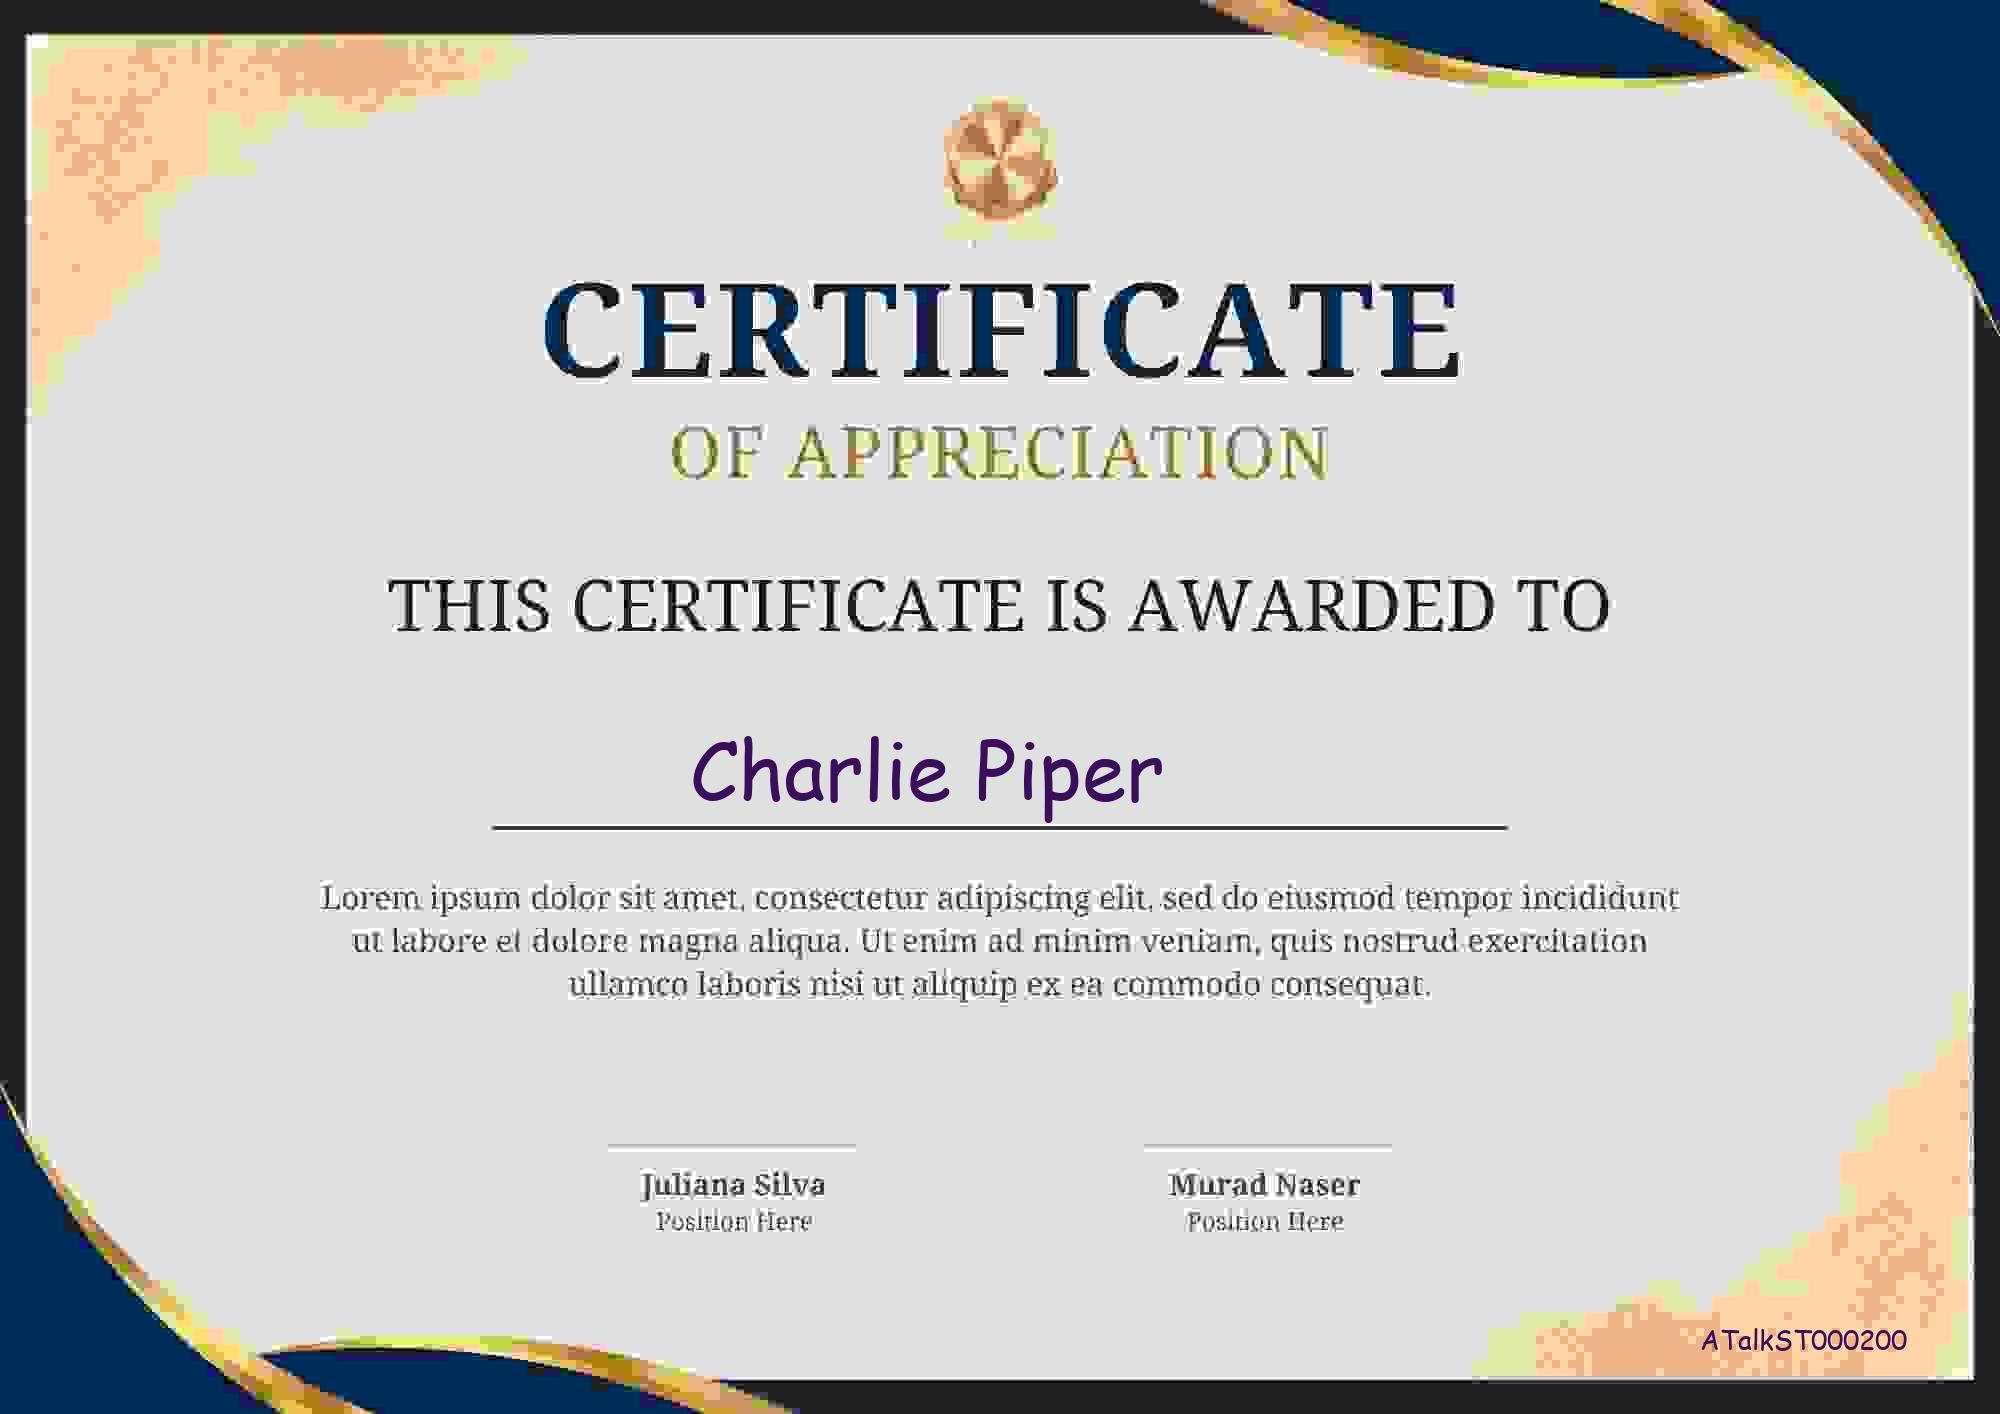 CERTIFICATE
OF APPRECIATION
THIS CERTIFICATE IS AWARDED TO
Charlie Piper
Lorem ipsum dolor sit amet, consectetur adipiscing elit, sed do eiusmod tempor incididunt
ut labore et dolore magna aliqua. Ut enim ad minim veniam, quis nostrud exercitation
ullamco laboris nisi ut aliquip ex ea commodo consequat.
Juliana Silva
Position Here
Murad Naser
Position Here
ATalkST000200